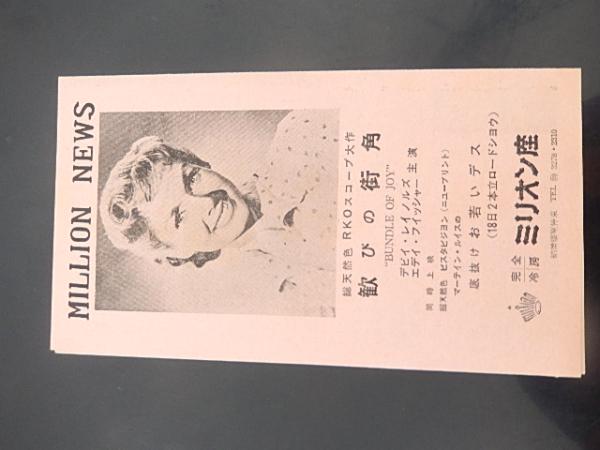 MILLION NEWS
総天然色 RKOスコープ大作
歓びの街角
"BUNDLE OF JOY"
デビイ・レイノルズ
エディ・フィッシャー 主演
同時上映
総天然色 ビスタビジョン (ニュープリント)
マーテイン・ルイスの
底抜けお若いデス
(18日2本立ロードショウ)
完全
冷房
ミリオン座
TEL 2278・2310